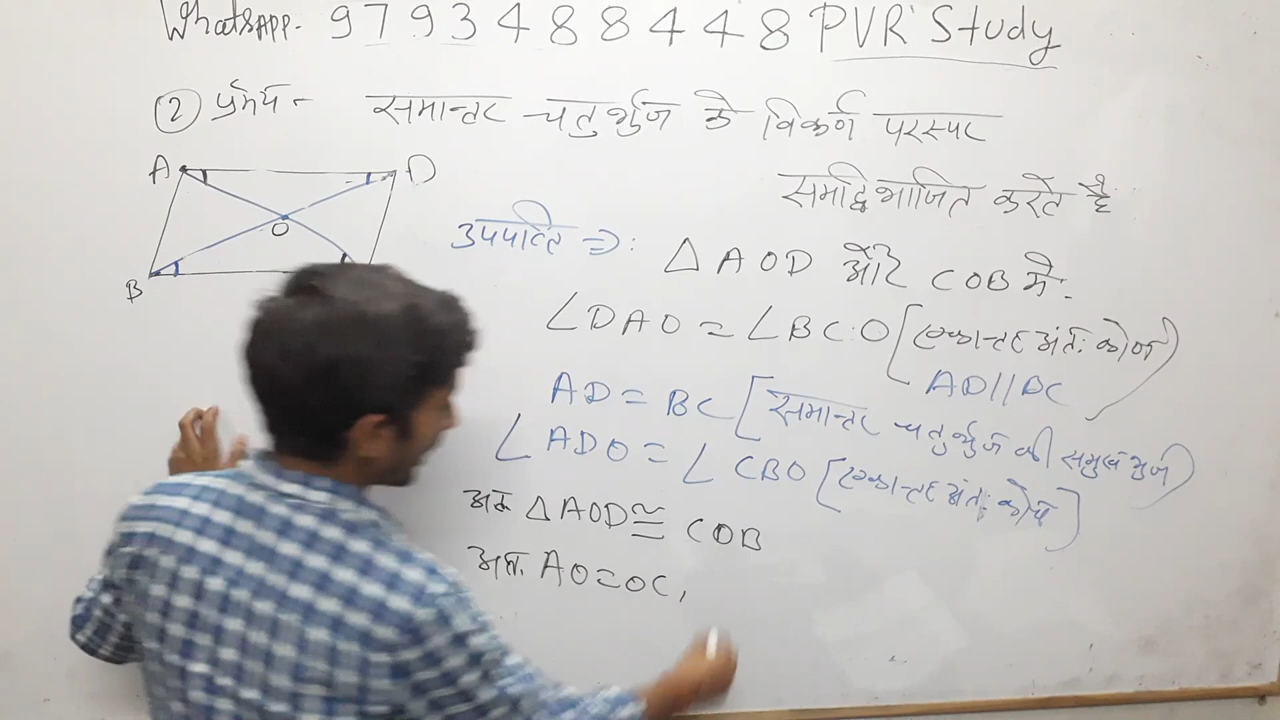 WhatsAPP. 9793488448 PVR Study
② प्रमेय - समान्तर चतुर्भुज के विकर्ण परस्पर
समद्विभाजित करते है
A D
O
B
उपपत्ति ⇒: △AOD और COB मे.
∠DAO = ∠BCO [एकान्तर अंत: कोण
AD//DC
AD = BC [समान्तर चतुर्भुज की सम्मुख भुजा)
∠ADO = ∠CBO [एकान्तर अंत: कोण]
अतः △AOD ≅ COB
अतः AO=OC,